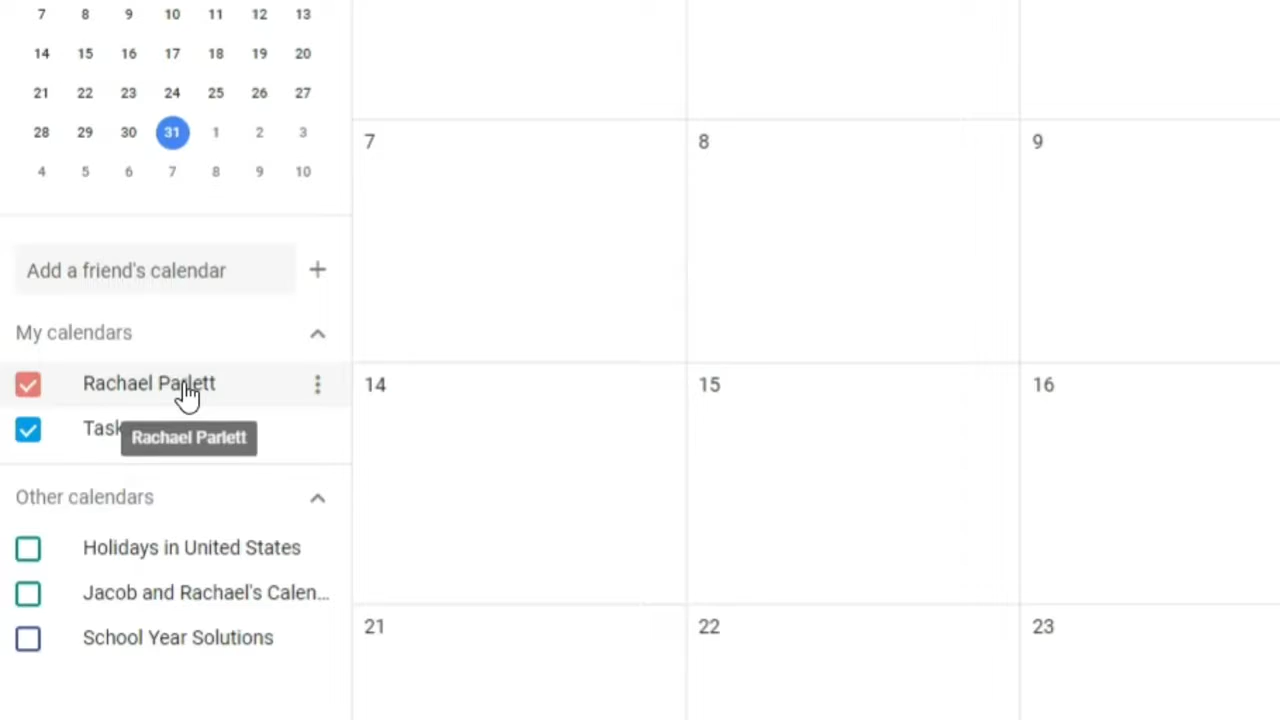 7 8 9 10 11 12 13
14 15 16 17 18 19 20
21 22 23 24 25 26 27
28 29 30 31 1 2 3
4 5 6 7 8 9 10
Add a friend's calendar
My calendars
Rachael Parlett
Task
Rachael Parlett
Other calendars
Holidays in United States
Jacob and Rachael's Calen...
School Year Solutions
7 8 9
14 15 16
21 22 23